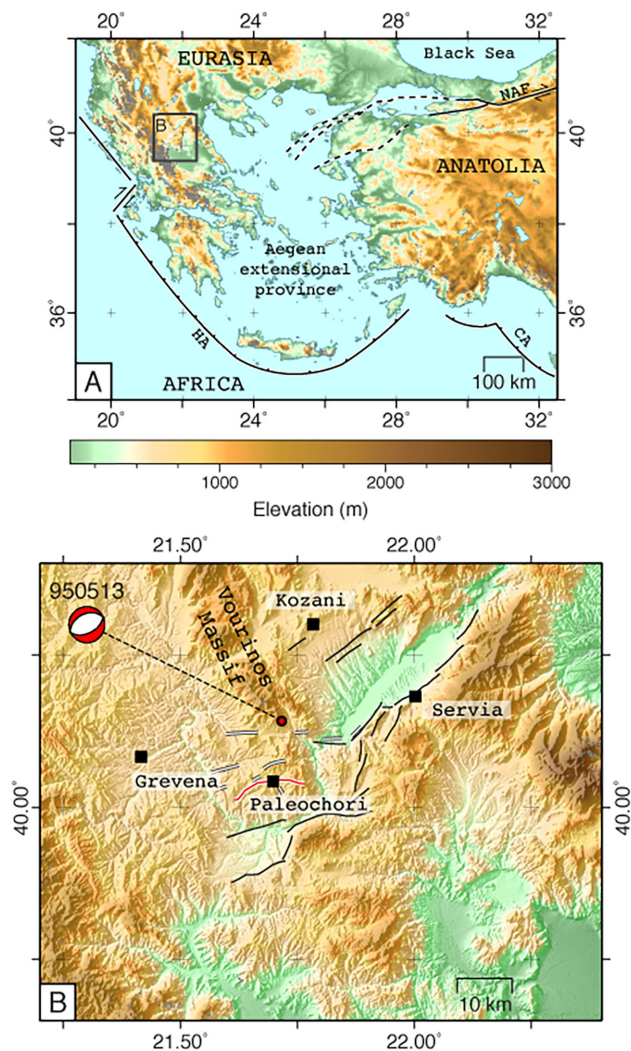 20° 24° 28° 32°
Black Sea
EURASIA
NAF
40° 40°
B
ANATOLIA
Aegean
extensional
province
36° 36°
HA
CA
A
AFRICA
100 km
20° 24° 28° 32°
1000 2000 3000
Elevation (m)
21.50° 22.00°
950513
Kozani
Vourinos
Massif
Servia
Grevena
Paleochori
40.00° 40.00°
B
10 km
21.50° 22.00°